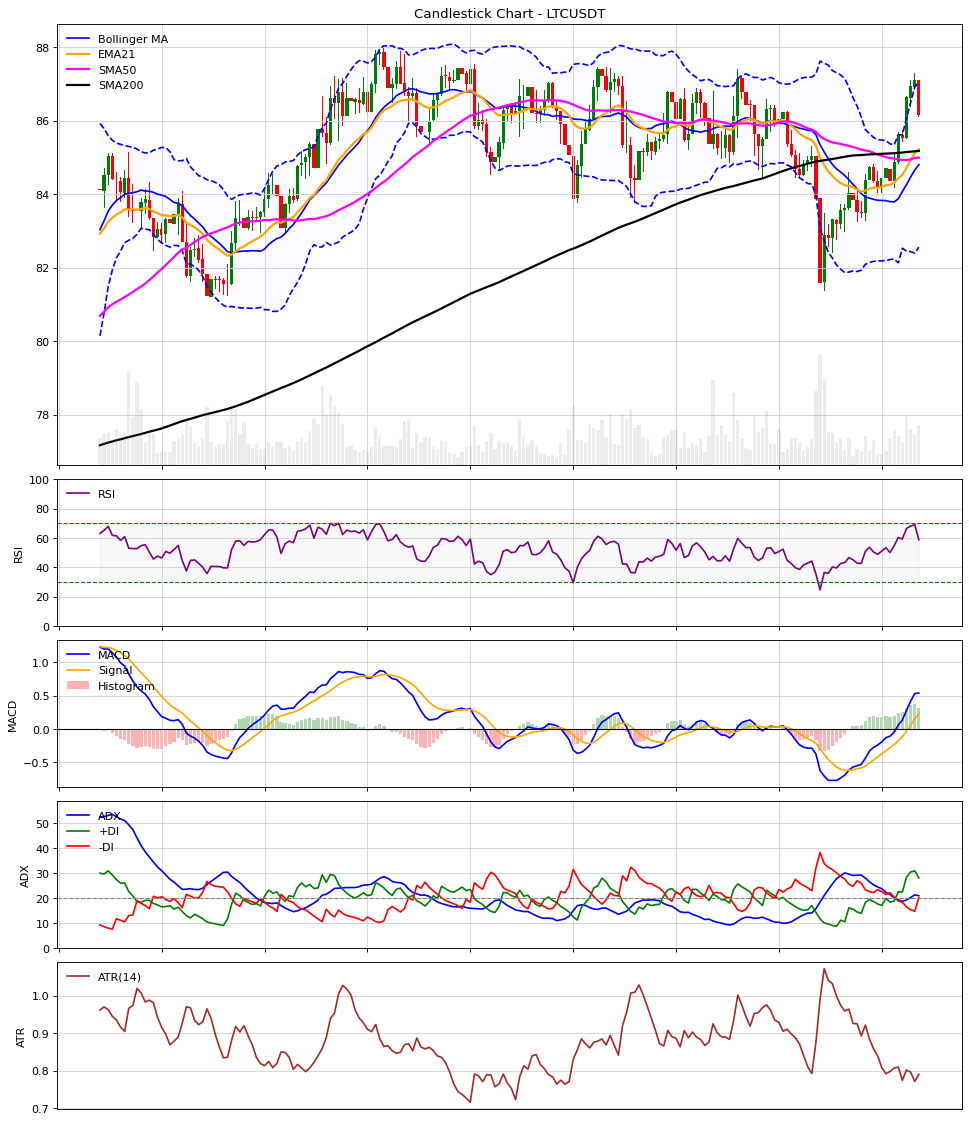 Candlestick Chart - LTCUSDT
Bollinger MA
EMA21
SMA50
SMA200
88
86
84
82
80
78
RSI
RSI
100
80
60
40
20
0
MACD
Signal
Histogram
MACD
1.0
0.5
0.0
−0.5
ADX
+DI
-DI
ADX
50
40
30
20
10
0
ATR(14)
ATR
1.0
0.9
0.8
0.7